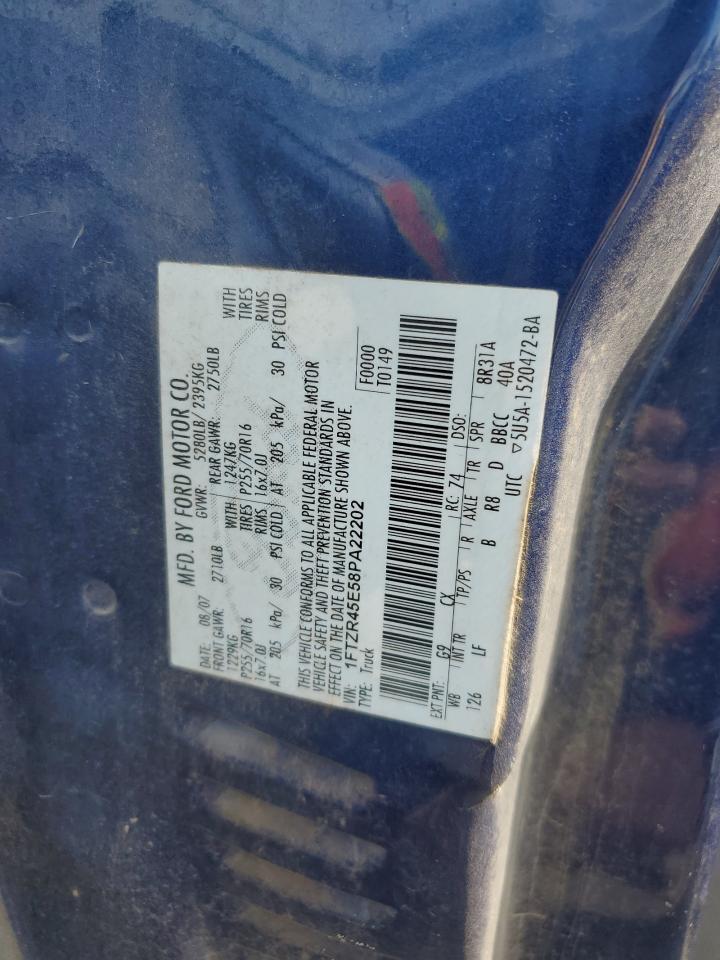 MFD. BY FORD MOTOR CO.
DATE: 08/07 GVWR: 5280LB/ 2395KG
FRONT GAWR: 2710LB REAR GAWR: 2750LB
1229KG WITH 1247KG WITH
P255/70R16 TIRES P255/70R16 TIRES
16x7.0J RIMS 16x7.0J RIMS
AT 205 kPa/ 30 PSI COLD AT 205 kPa/ 30 PSI COLD
THIS VEHICLE CONFORMS TO ALL APPLICABLE FEDERAL MOTOR
VEHICLE SAFETY AND THEFT PREVENTION STANDARDS IN
EFFECT ON THE DATE OF MANUFACTURE SHOWN ABOVE.
VIN: 1FTZR45E58PA22202 F0000
TYPE: Truck T0149
EXT PNT: G9 CX RC: 74 DSO:
WB INT TR TP/PS R AXLE TR SPR 8R31A
126 LF B R8 D BBCC 40A
UTC ▽5U5A-1520472-BA